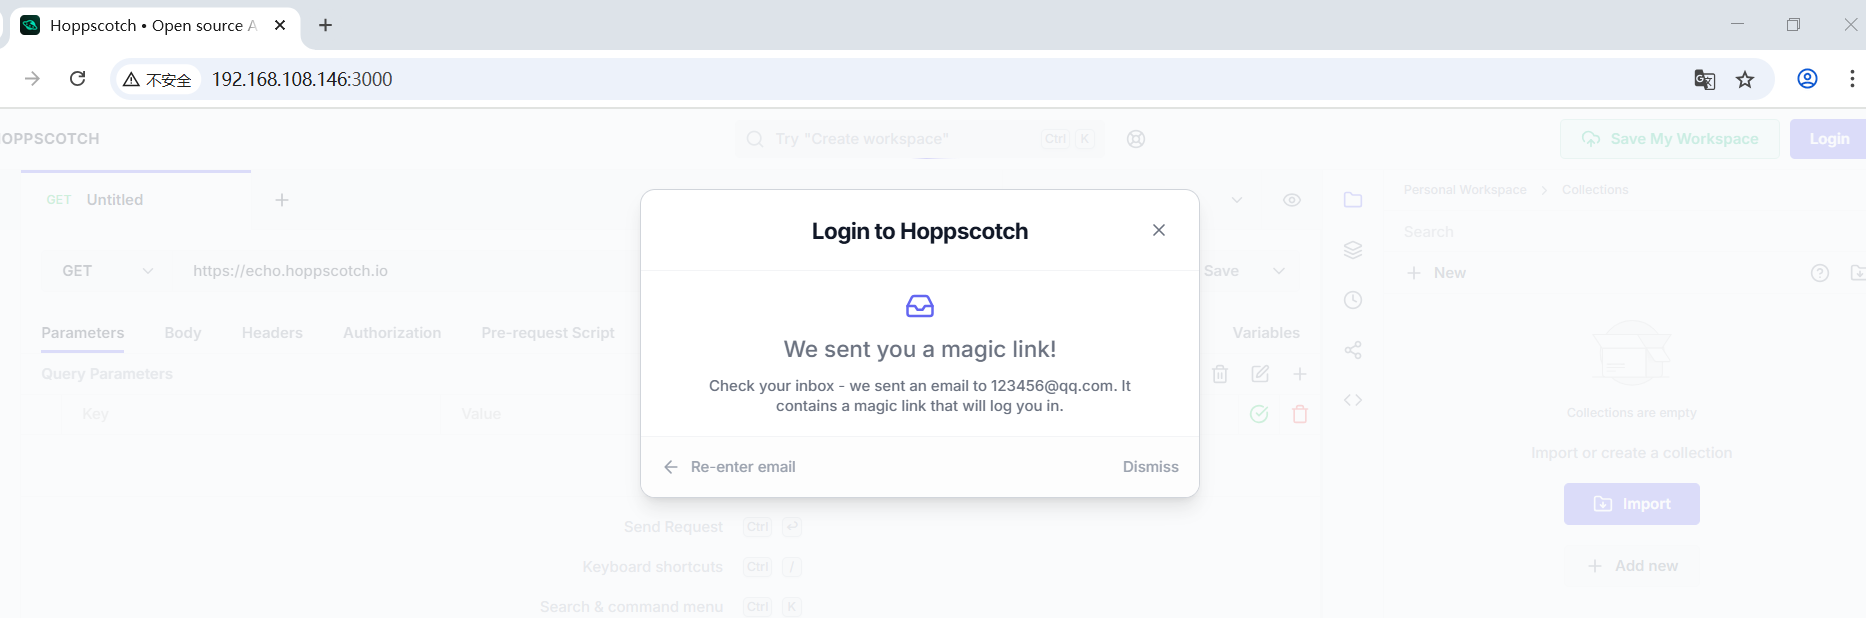 Hoppscotch • Open source A
不安全
192.168.108.146:3000
OPPSCOTCH
Try "Create workspace"
Ctrl K
Save My Workspace
Login
GET Untitled
Personal Workspace > Collections
Login to Hoppscotch
Search
GET
https://echo.hoppscotch.io
Save
New
We sent you a magic link!
Check your inbox - we sent an email to 123456@qq.com. It
contains a magic link that will log you in.
Parameters
Body
Headers
Authorization
Pre-request Script
Variables
Query Parameters
Key
Value
Collections are empty
Import or create a collection
Re-enter email
Dismiss
Import
Send Request Ctrl ↵
Keyboard shortcuts Ctrl /
Add new
Search & command menu Ctrl K